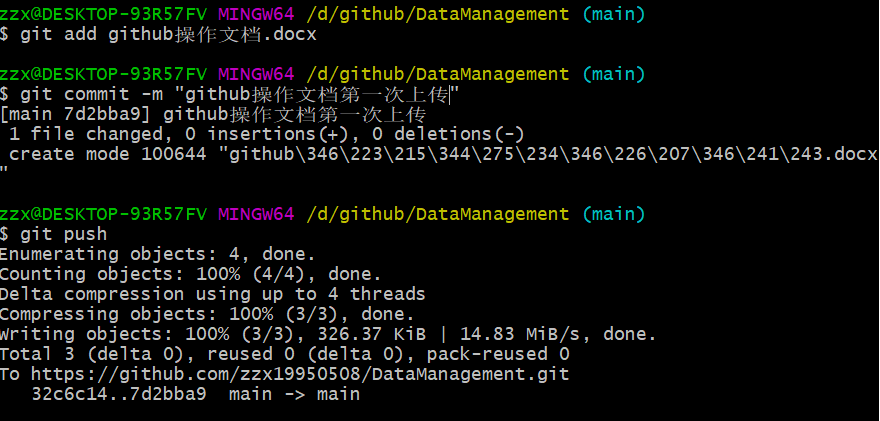 zzx@DESKTOP-93R57FV MINGW64 /d/github/DataManagement (main)
$ git add github操作文档.docx
zzx@DESKTOP-93R57FV MINGW64 /d/github/DataManagement (main)
$ git commit -m "github操作文档第一次上传"
[main 7d2bba9] github操作文档第一次上传
1 file changed, 0 insertions(+), 0 deletions(-)
create mode 100644 "github\346\223\215\344\275\234\346\226\207\346\241\243.docx
"
zzx@DESKTOP-93R57FV MINGW64 /d/github/DataManagement (main)
$ git push
Enumerating objects: 4, done.
Counting objects: 100% (4/4), done.
Delta compression using up to 4 threads
Compressing objects: 100% (3/3), done.
Writing objects: 100% (3/3), 326.37 KiB | 14.83 MiB/s, done.
Total 3 (delta 0), reused 0 (delta 0), pack-reused 0
To https://github.com/zzx19950508/DataManagement.git
32c6c14..7d2bba9  main -> main